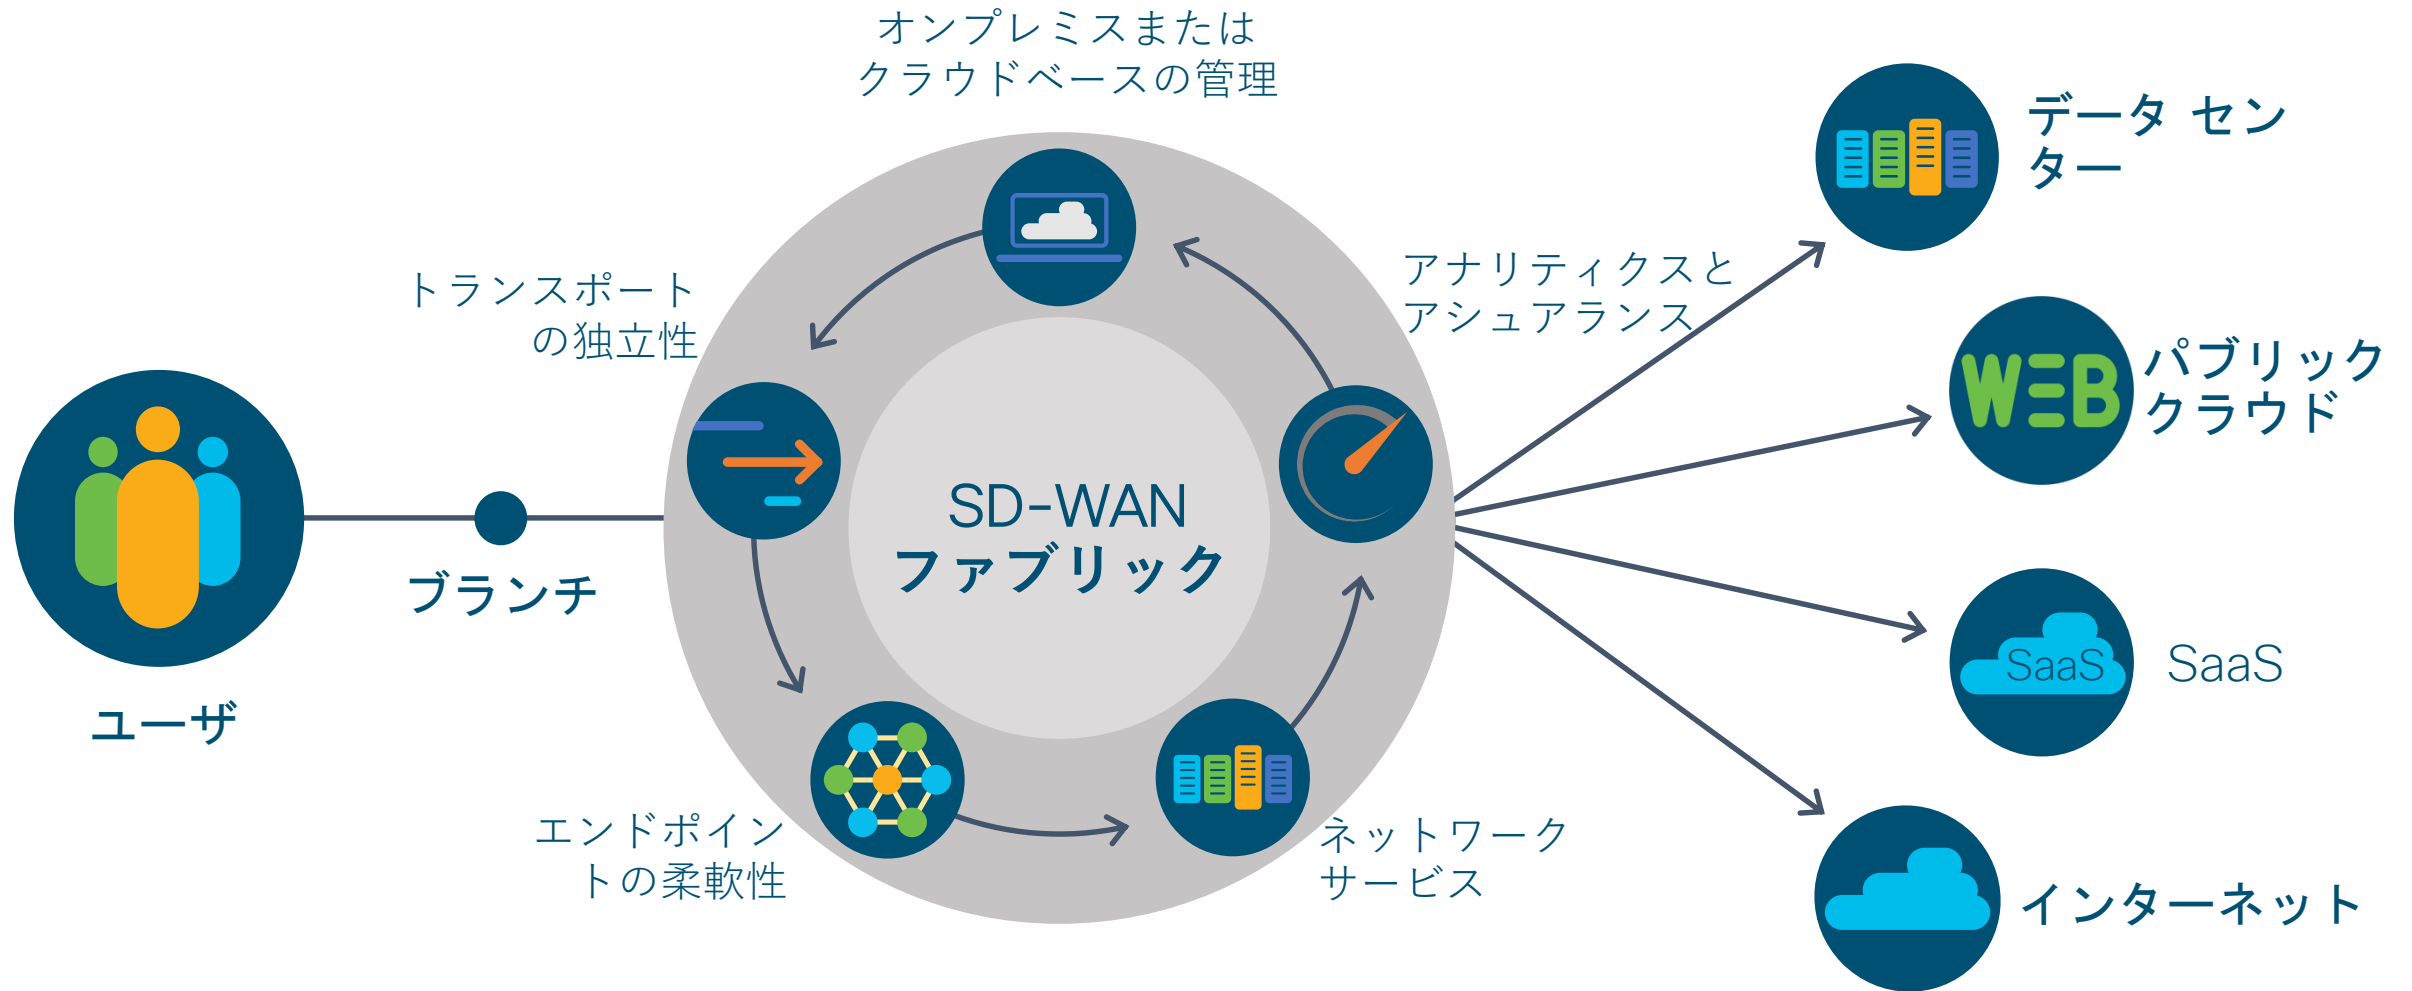 オンプレミスまたは
クラウドベースの管理
データ セン
ター
アナリティクスと
アシュアランス
トランスポート
の独立性
WEB
パブリック
クラウド
SD-WAN
ファブリック
ブランチ
ユーザ
SaaS
SaaS
エンドポイン
トの柔軟性
ネットワーク
サービス
インターネット